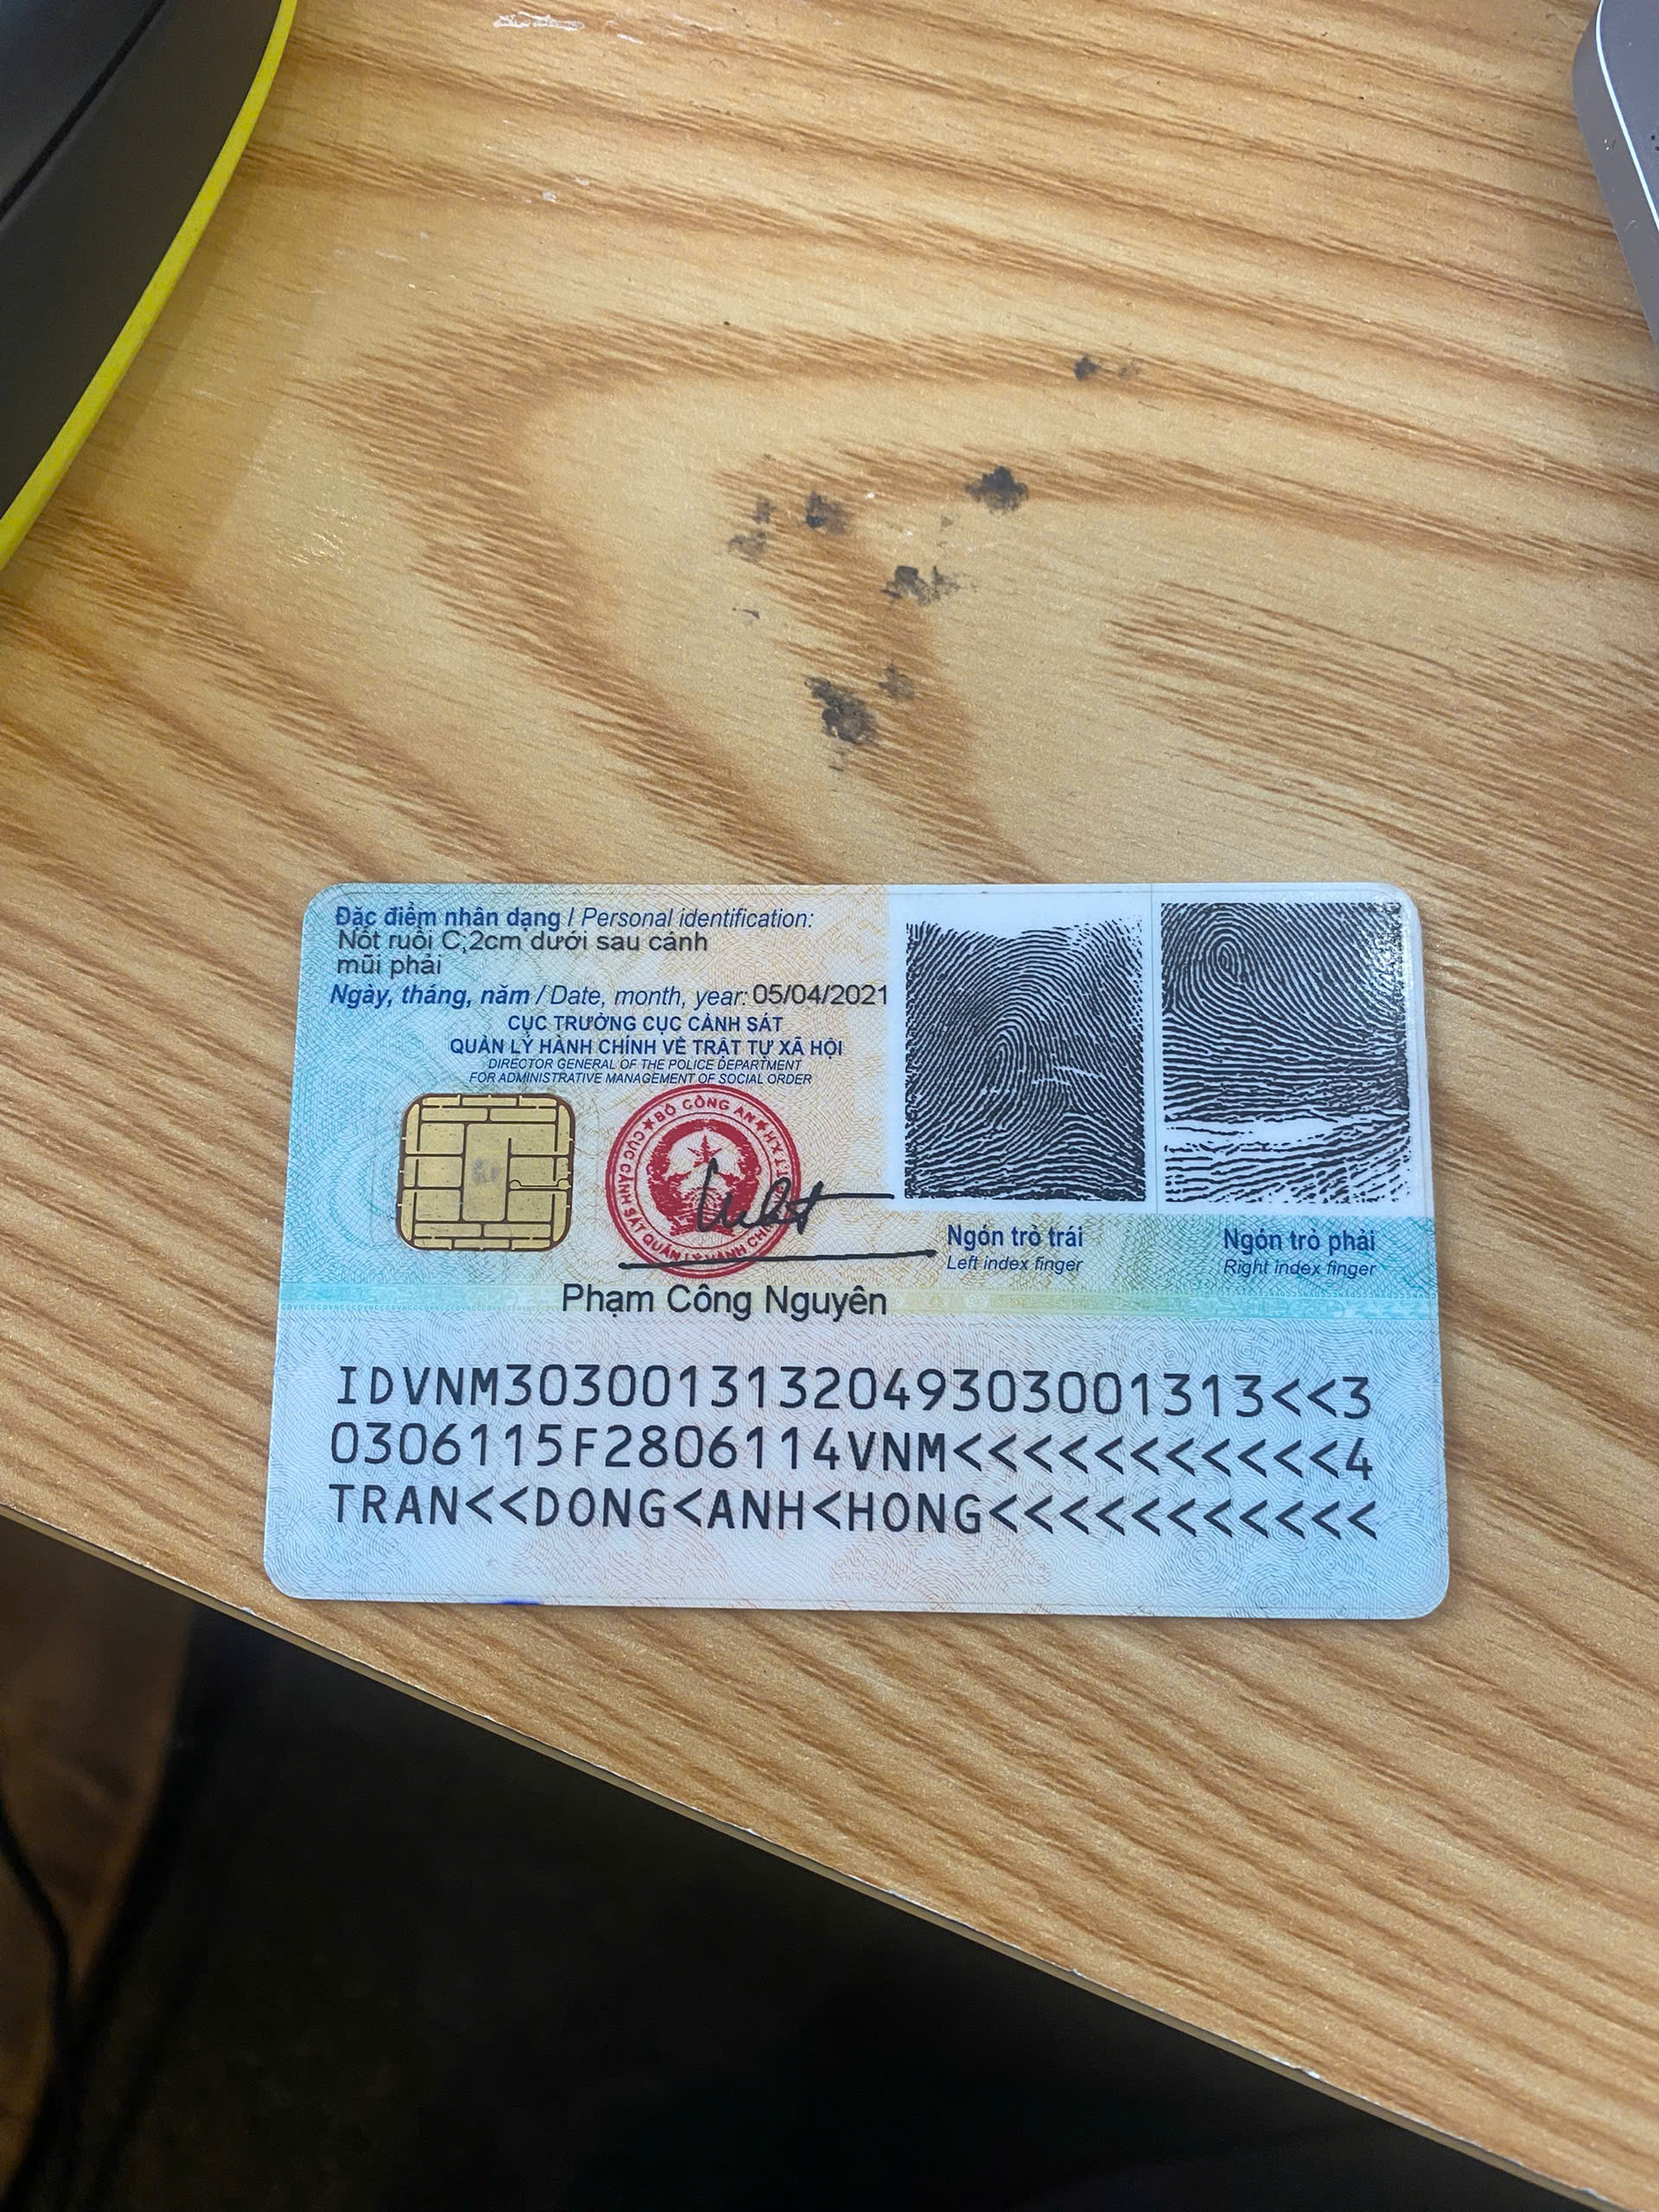 Đặc điểm nhân dạng / Personal identification:
Nốt ruồi C;2cm dưới sau cánh
mũi phải
Ngày, tháng, năm / Date, month, year: 05/04/2021
CỤC TRƯỞNG CỤC CẢNH SÁT
QUẢN LÝ HÀNH CHÍNH VỀ TRẬT TỰ XÃ HỘI
DIRECTOR GENERAL OF THE POLICE DEPARTMENT
FOR ADMINISTRATIVE MANAGEMENT OF SOCIAL ORDER
BỘ CÔNG AN
CỤC CẢNH SÁT QUẢN LÝ HÀNH CHÍNH
Ngón trỏ trái
Left index finger
Ngón trỏ phải
Right index finger
Phạm Công Nguyên
IDVNM3030013132049303001313<<3
0306115F2806114VNM<<<<<<<<<<<4
TRAN<<DONG<ANH<HONG<<<<<<<<<<<